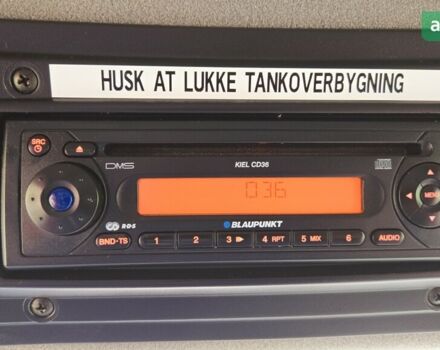 a
HUSK AT LUKKE TANKOVERBYGNING
SRC
DMS
KIEL CD36
036
MENU
RDS
BLAUPUNKT
BND•TS 1 2 3 4 RPT 5 MIX 6 AUDIO